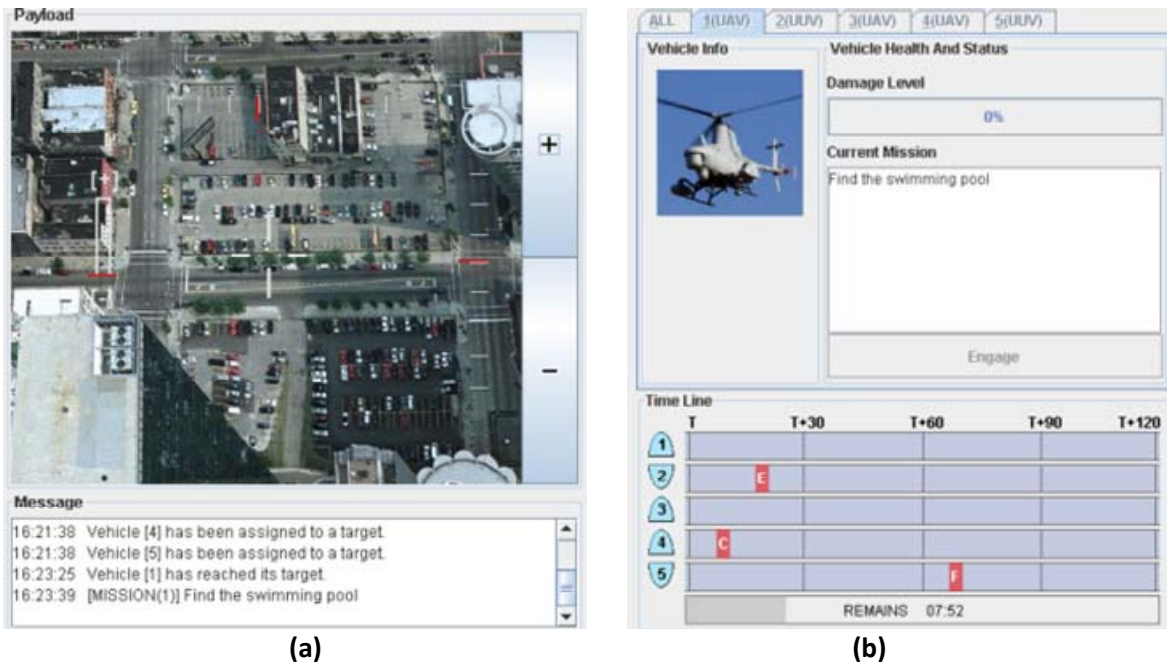 Payload
+
−
Message
16:21:38 Vehicle [4] has been assigned to a target.
16:21:38 Vehicle [5] has been assigned to a target.
16:23:25 Vehicle [1] has reached its target.
16:23:39 [MISSION(1)] Find the swimming pool
(a)
ALL 1(UAV) 2(UUV) 3(UAV) 4(UAV) 5(UUV)
Vehicle Info
Vehicle Health And Status
Damage Level
0%
Current Mission
Find the swimming pool
Engage
Time Line
T T+30 T+60 T+90 T+120
1
2 E
3
4 C
5 F
REMAINS 07:52
(b)